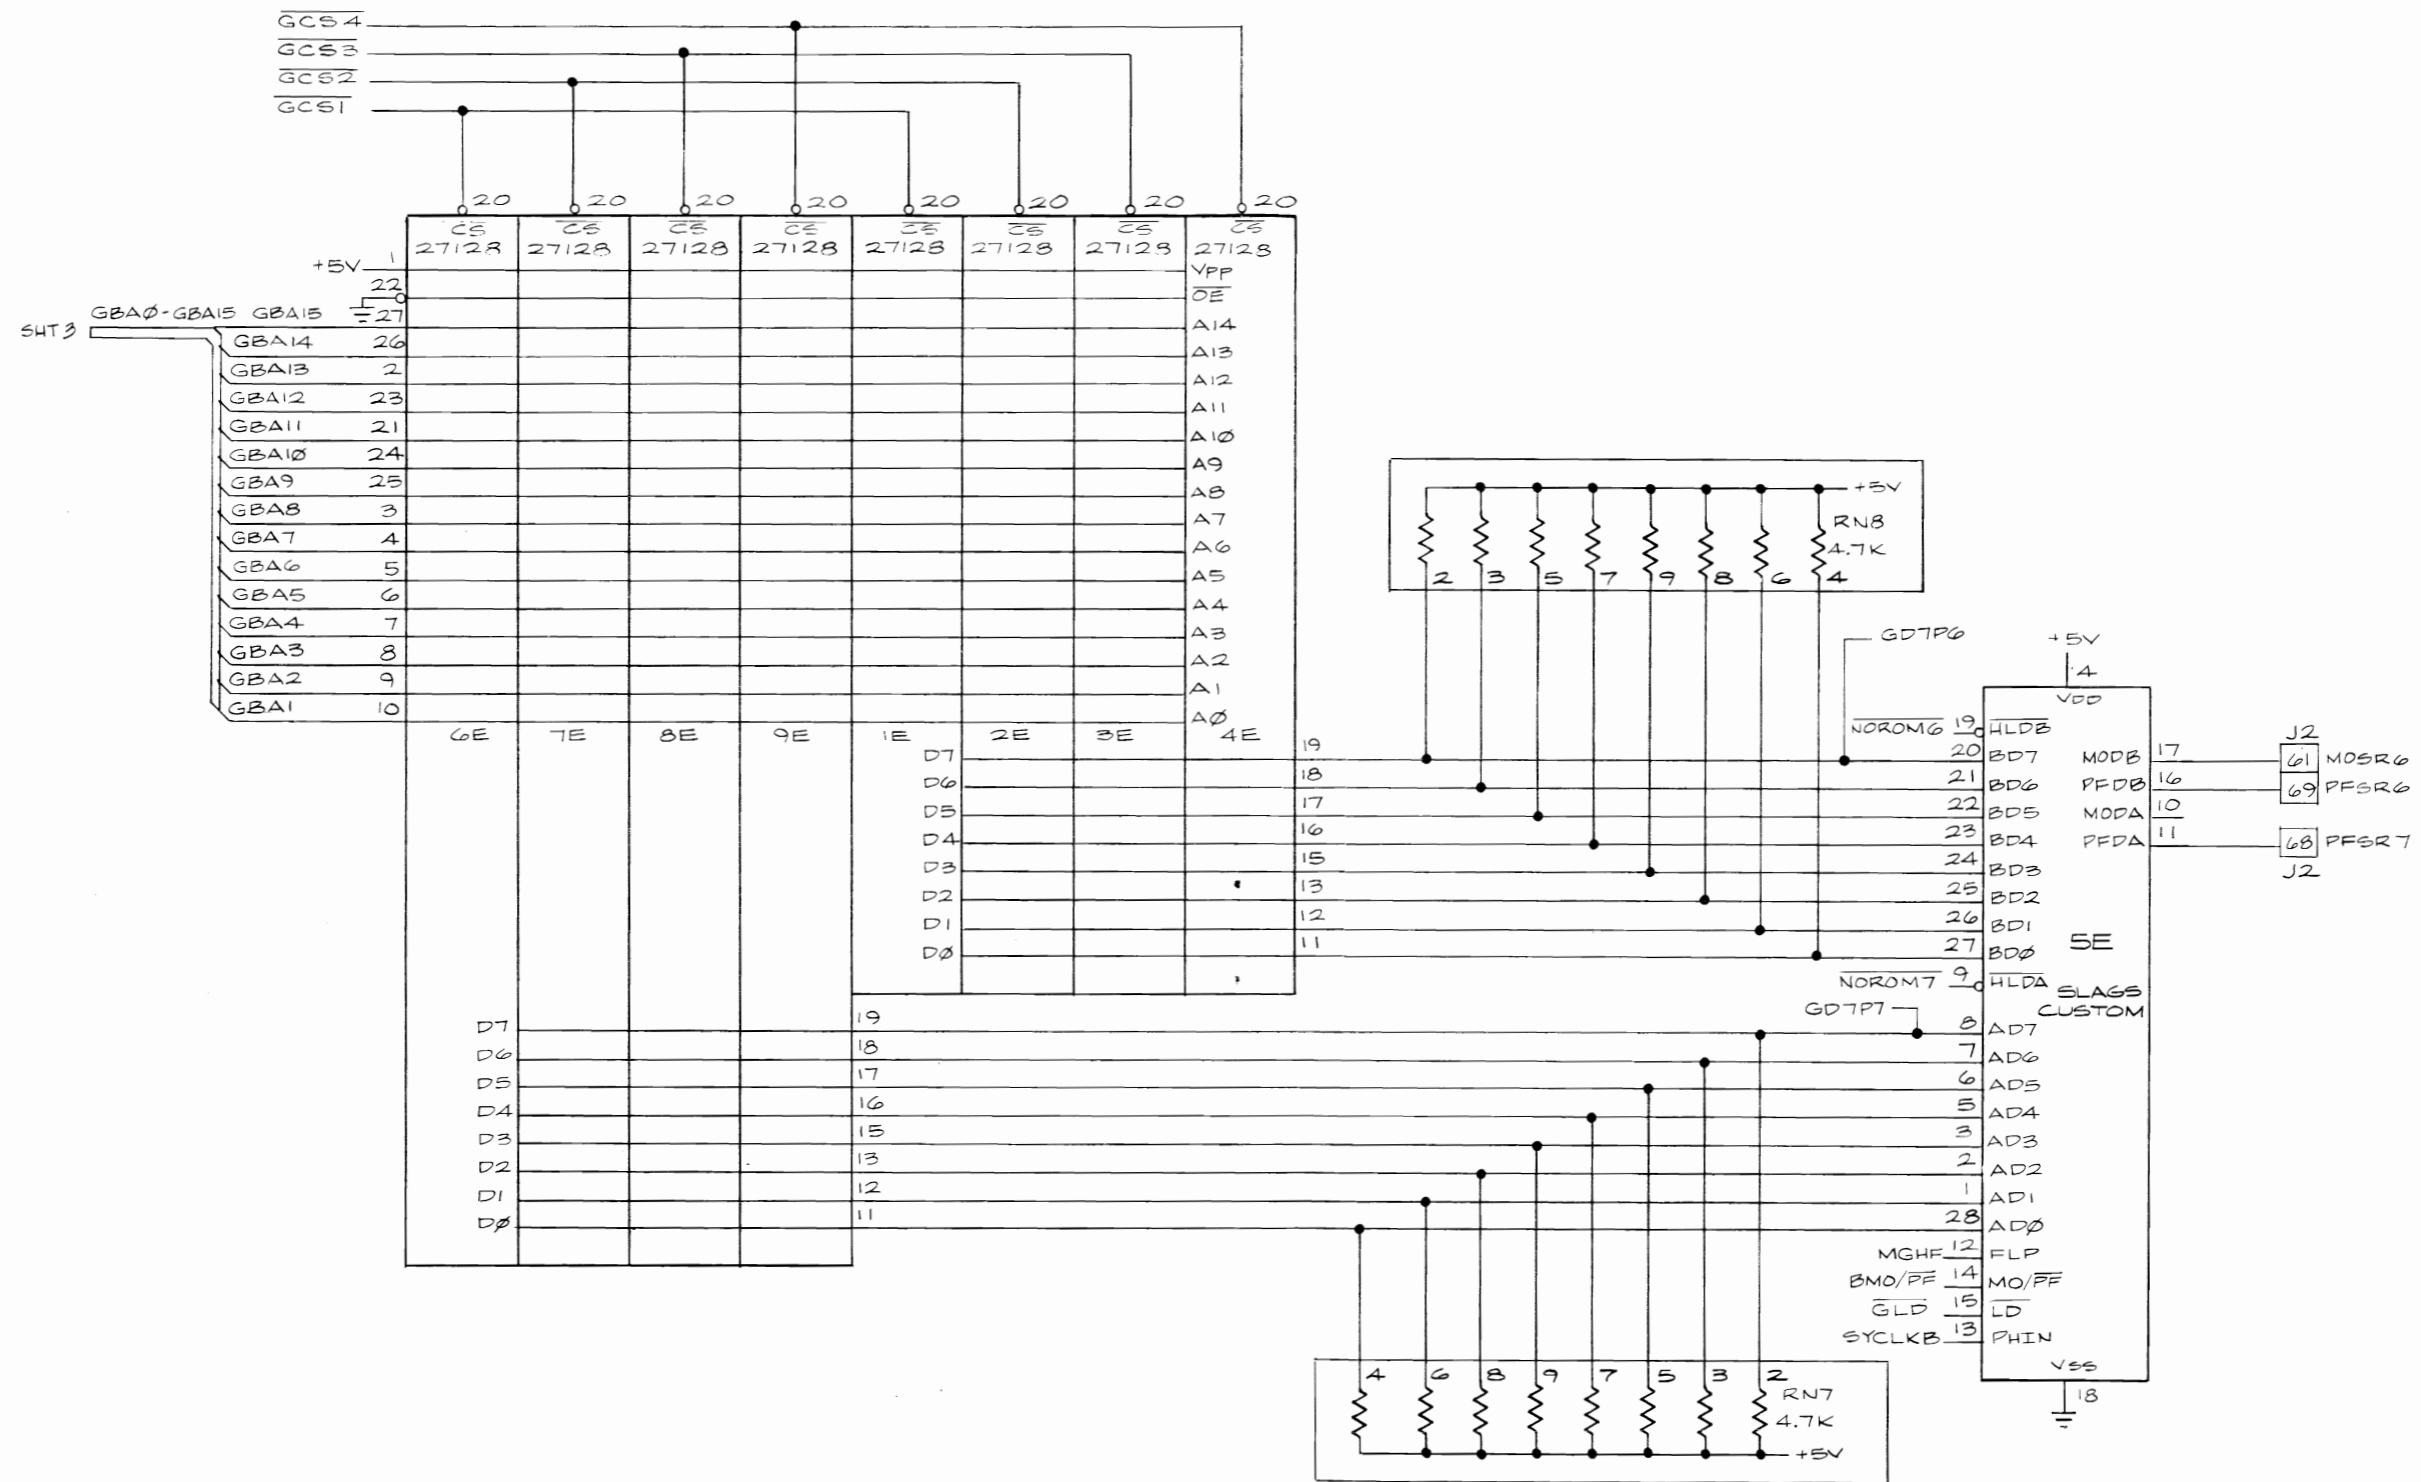 GCS4
GCS3
GCS2
GCS1
20 20 20 20 20 20 20 20
CS CS CS CS CS CS CS CS
27128 27128 27128 27128 27128 27128 27128 27128
+5V 1 VPP
22 OE
SHT 3 GBAØ-GBA15 GBA15 27 A14
GBA14 26 A13
GBA13 2 A12
GBA12 23 A11
GBA11 21 A1Ø
GBA1Ø 24 A9
GBA9 25 A8
GBA8 3 A7
GBA7 4 A6
GBA6 5 A5
GBA5 6 A4
GBA4 7 A3
GBA3 8 A2
GBA2 9 A1
GBA1 10 AØ
6E 7E 8E 9E 1E 2E 3E 4E
+5V
RN8
4.7K
2 3 5 7 9 8 6 4
GD7P6
+5V
4
VDD
NOROM6 19 HLDB
D7 19 20 BD7
D6 18 21 BD6
D5 17 22 BD5
D4 16 23 BD4
D3 15 24 BD3
D2 13 25 BD2
D1 12 26 BD1
DØ 11 27 BDØ
J2
MODB 17 61 MOSR6
PFDB 16 69 PFSR6
MODA 10
PFDA 11 68 PFSR7
J2
5E
SLAGS
CUSTOM
NOROM7 9 HLDA
GD7P7
D7 19 8 AD7
D6 18 7 AD6
D5 17 6 AD5
D4 16 5 AD4
D3 15 3 AD3
D2 13 2 AD2
D1 12 1 AD1
DØ 11 28 ADØ
MGHF 12 FLP
BMO/PF 14 MO/PF
GLD 15 LD
SYCLKB 13 PHIN
VSS
18
4 6 8 9 7 5 3 2
RN7
4.7K
+5V